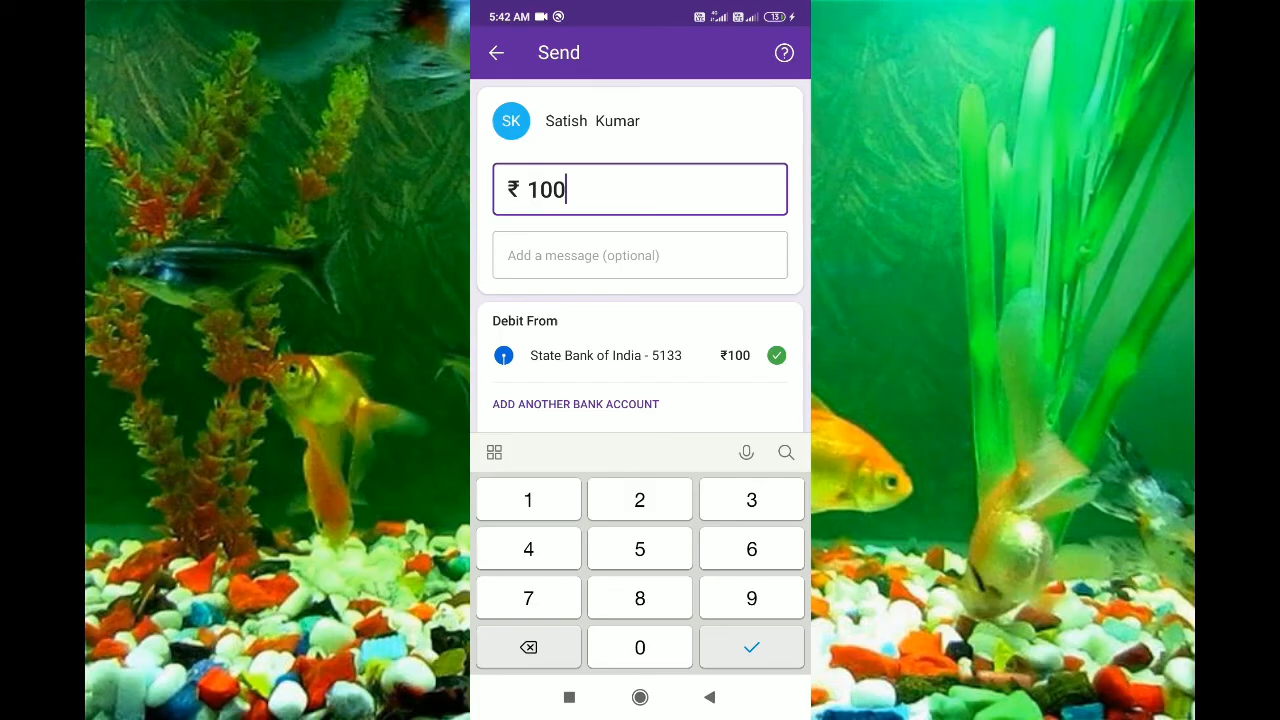 5:42 AM 13
Send
SK Satish Kumar
₹ 100
Add a message (optional)
Debit From
State Bank of India - 5133 ₹100
ADD ANOTHER BANK ACCOUNT
1 2 3
4 5 6
7 8 9
0